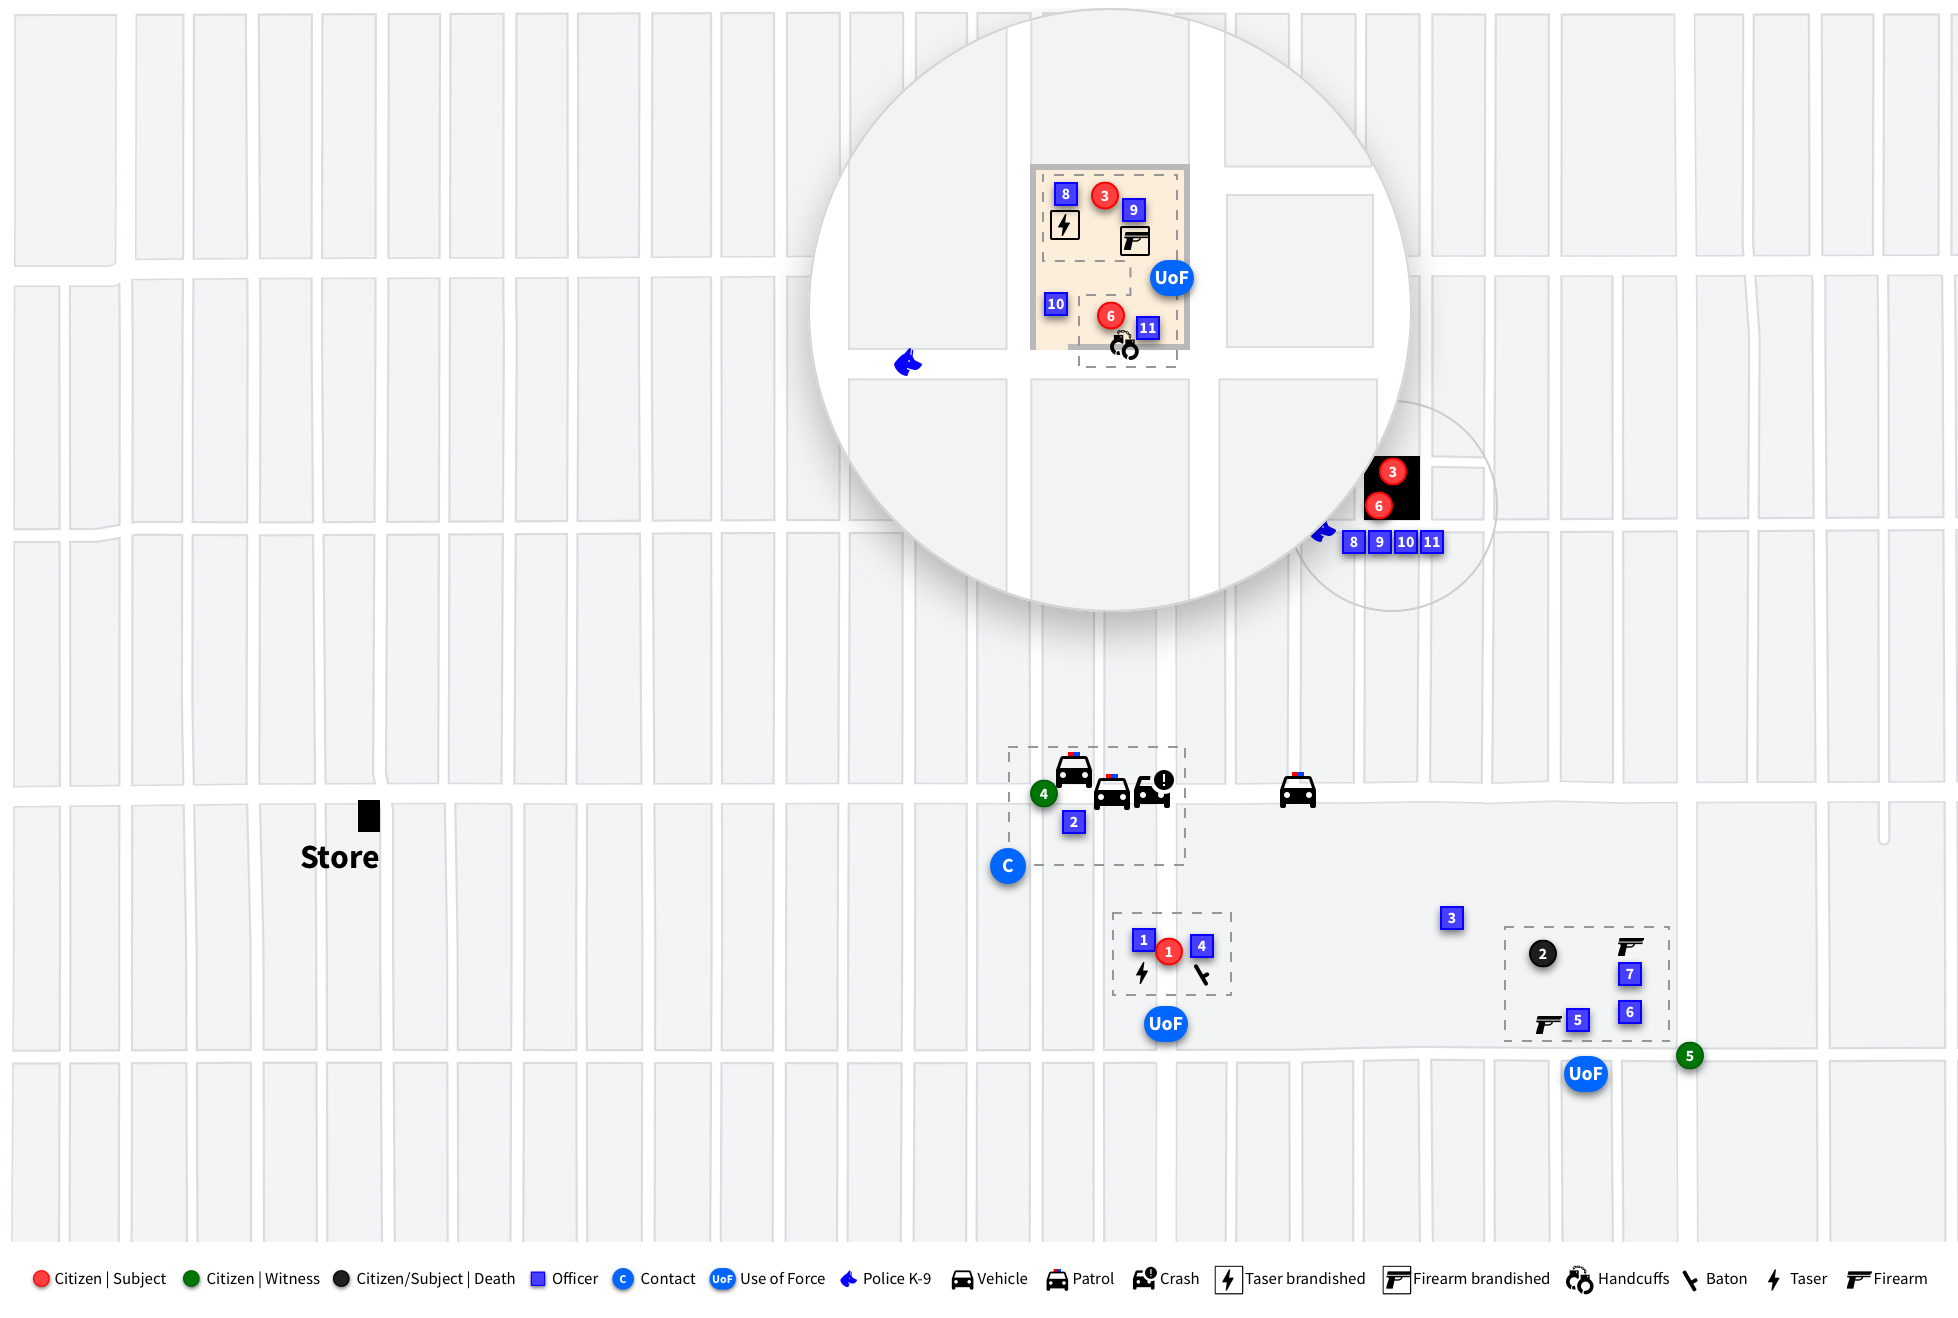 8
3
9
UoF
10
6
11
3
6
8 9 10 11
4
2
C
Store
3
1 1 4
2
7
6
5
UoF
5
UoF
Citizen | Subject Citizen | Witness Citizen/Subject | Death Officer C Contact UoF Use of Force Police K-9 Vehicle Patrol Crash Taser brandished Firearm brandished Handcuffs Baton Taser Firearm